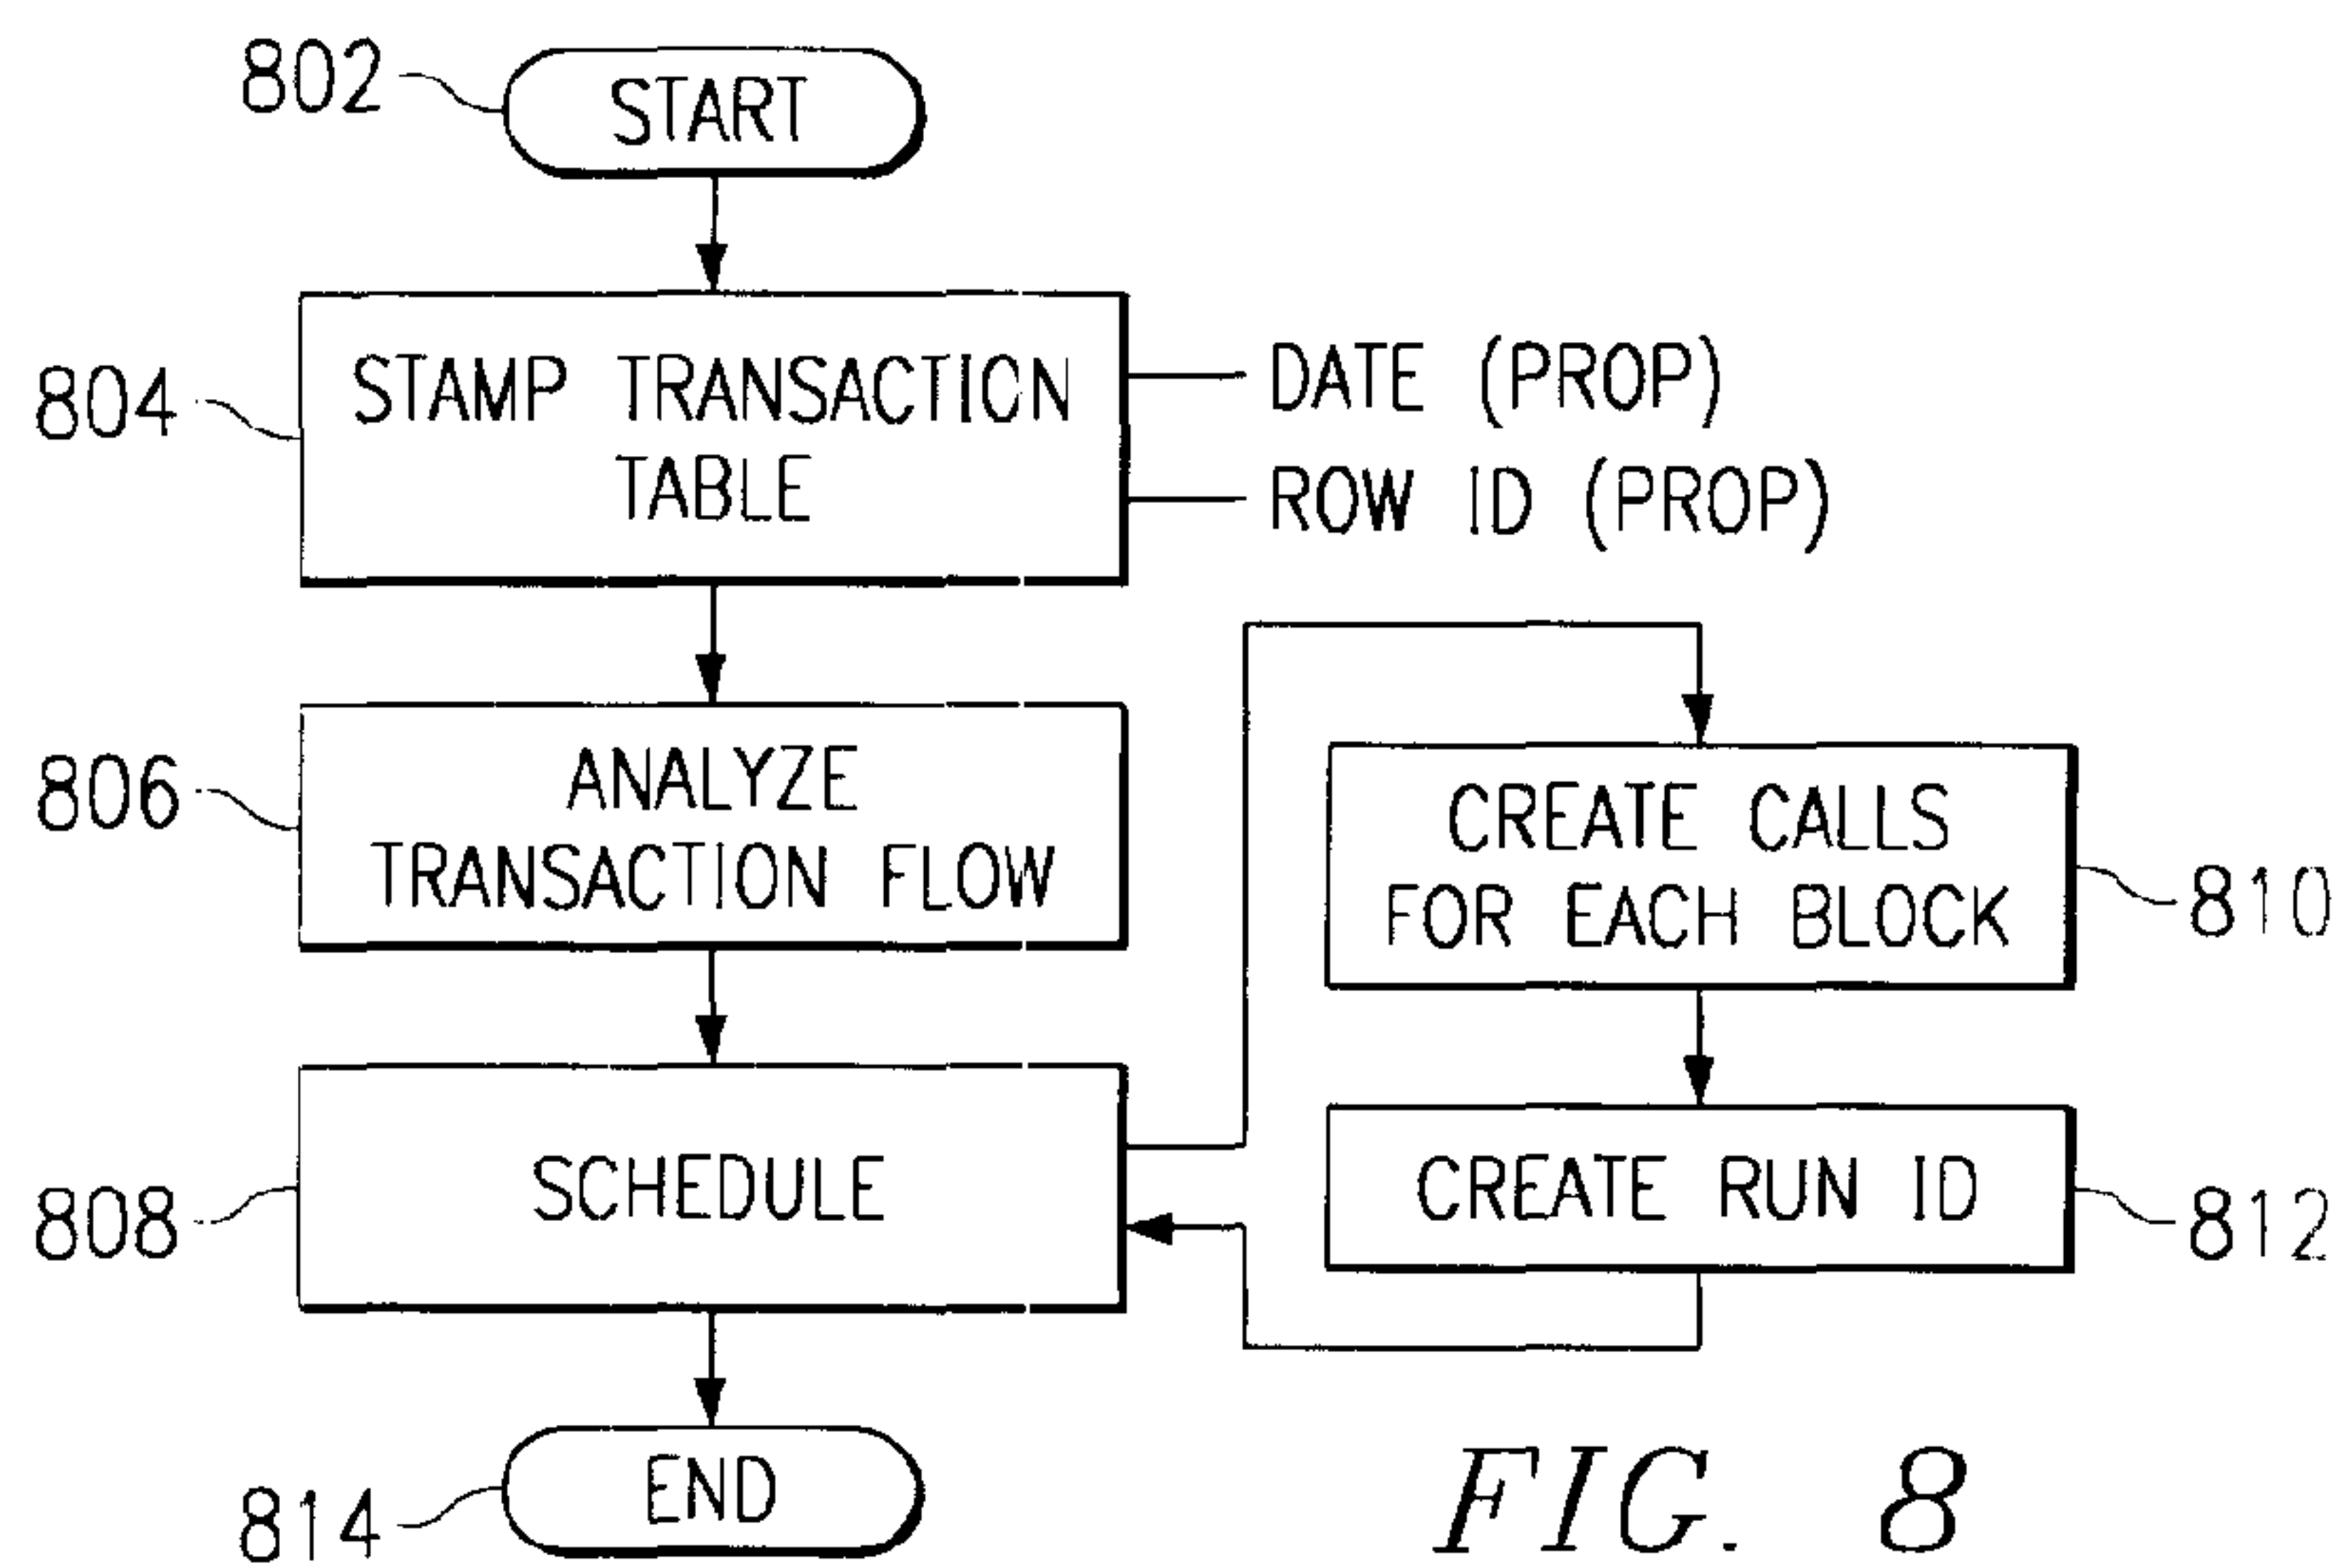 802
START
804
STAMP TRANSACTION
TABLE
DATE (PROP)
ROW ID (PROP)
806
ANALYZE
TRANSACTION FLOW
808
SCHEDULE
CREATE CALLS
FOR EACH BLOCK
810
CREATE RUN ID
812
814
END
FIG. 8